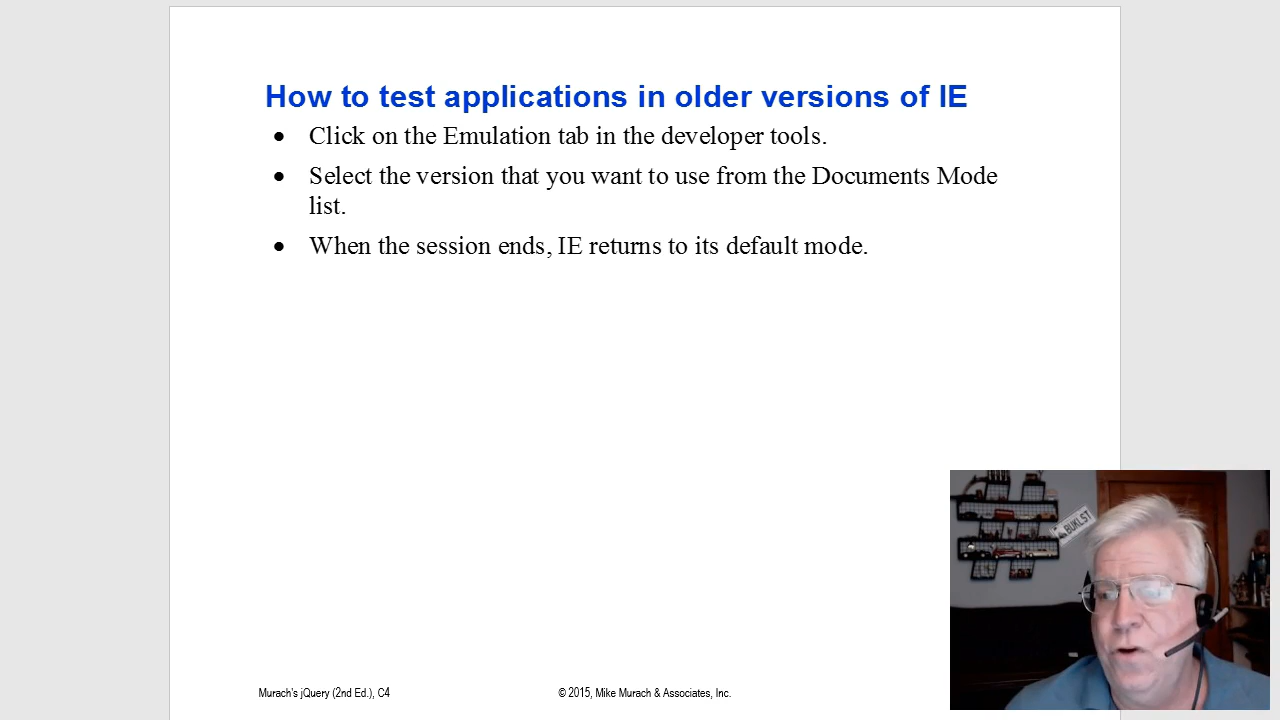 How to test applications in older versions of IE
• Click on the Emulation tab in the developer tools.
• Select the version that you want to use from the Documents Mode
list.
• When the session ends, IE returns to its default mode.
BUKLST
Murach's jQuery (2nd Ed.), C4
© 2015, Mike Murach & Associates, Inc.